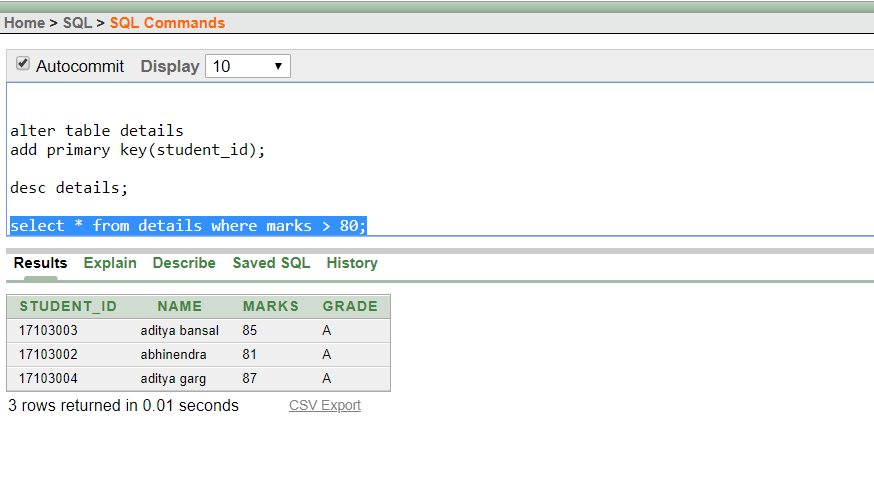 Home > SQL > SQL Commands
Autocommit Display 10
alter table details
add primary key(student_id);
desc details;
select * from details where marks > 80;
Results Explain Describe Saved SQL History
STUDENT_ID NAME MARKS GRADE
17103003 aditya bansal 85 A
17103002 abhinendra 81 A
17103004 aditya garg 87 A
3 rows returned in 0.01 seconds CSV Export